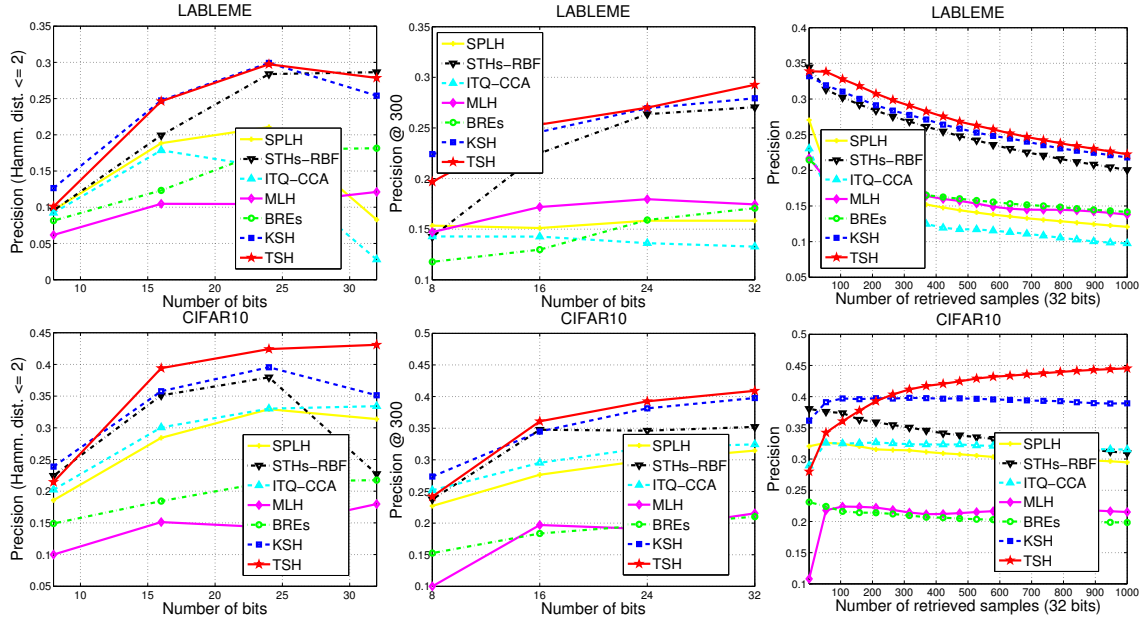 LABLEME
Precision (Hamm. dist. <= 2)
0.35
0.3
0.25
0.2
0.15
0.1
0.05
0
SPLH
STHs−RBF
ITQ−CCA
MLH
BREs
KSH
TSH
10 15 20 25 30
Number of bits
LABLEME
Precision @ 300
0.35
0.3
0.25
0.2
0.15
0.1
SPLH
STHs−RBF
ITQ−CCA
MLH
BREs
KSH
TSH
8 16 24 32
Number of bits
LABLEME
Precision
0.4
0.35
0.3
0.25
0.2
0.15
0.1
0.05
SPLH
STHs−RBF
ITQ−CCA
MLH
BREs
KSH
TSH
0 100 200 300 400 500 600 700 800 900 1000
Number of retrieved samples (32 bits)
CIFAR10
Precision (Hamm. dist. <= 2)
0.45
0.4
0.35
0.3
0.25
0.2
0.15
0.1
0.05
SPLH
STHs−RBF
ITQ−CCA
MLH
BREs
KSH
TSH
10 15 20 25 30
Number of bits
CIFAR10
Precision @ 300
0.5
0.45
0.4
0.35
0.3
0.25
0.2
0.15
0.1
SPLH
STHs−RBF
ITQ−CCA
MLH
BREs
KSH
TSH
8 16 24 32
Number of bits
CIFAR10
Precision
0.5
0.45
0.4
0.35
0.3
0.25
0.2
0.15
0.1
SPLH
STHs−RBF
ITQ−CCA
MLH
BREs
KSH
TSH
0 100 200 300 400 500 600 700 800 900 1000
Number of retrieved samples (32 bits)